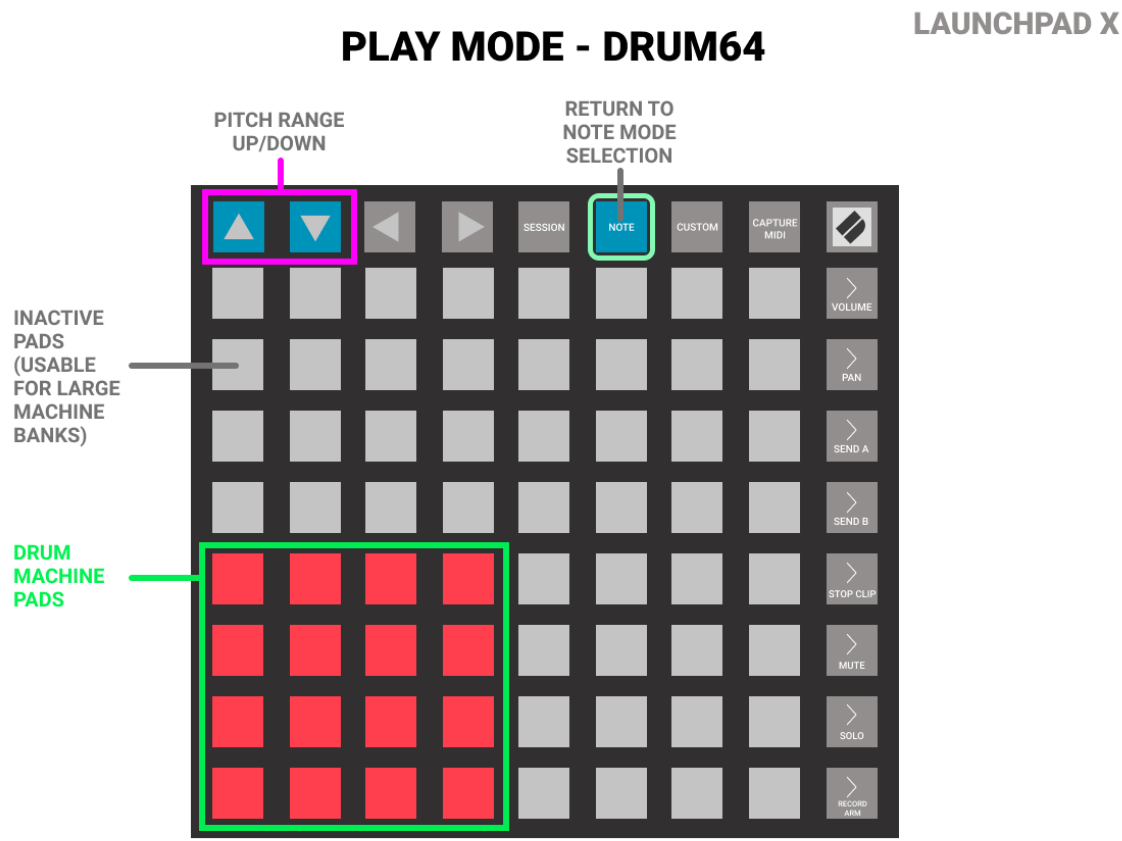 LAUNCHPAD X
PLAY MODE - DRUM64
PITCH RANGE
UP/DOWN
RETURN TO
NOTE MODE
SELECTION
SESSION
NOTE
CUSTOM
CAPTURE
MIDI
VOLUME
INACTIVE
PADS
(USABLE
FOR LARGE
MACHINE
BANKS)
PAN
SEND A
SEND B
DRUM
MACHINE
PADS
STOP CLIP
MUTE
SOLO
RECORD
ARM